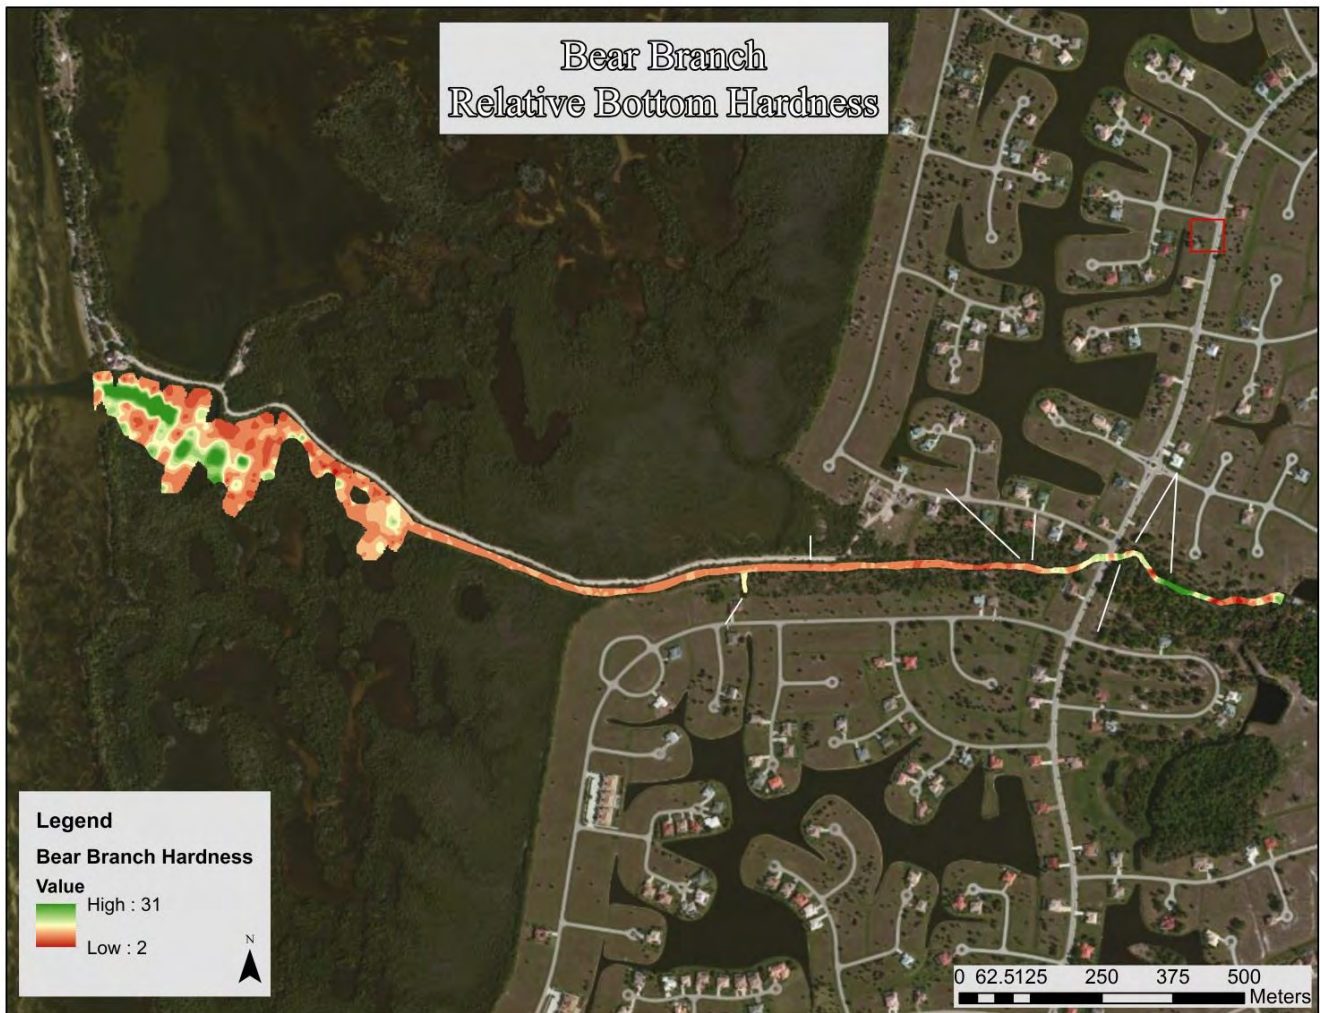 Bear Branch
Relative Bottom Hardness
Legend
Bear Branch Hardness
Value
High : 31
Low : 2
N
0 62.5125 250 375 500
Meters